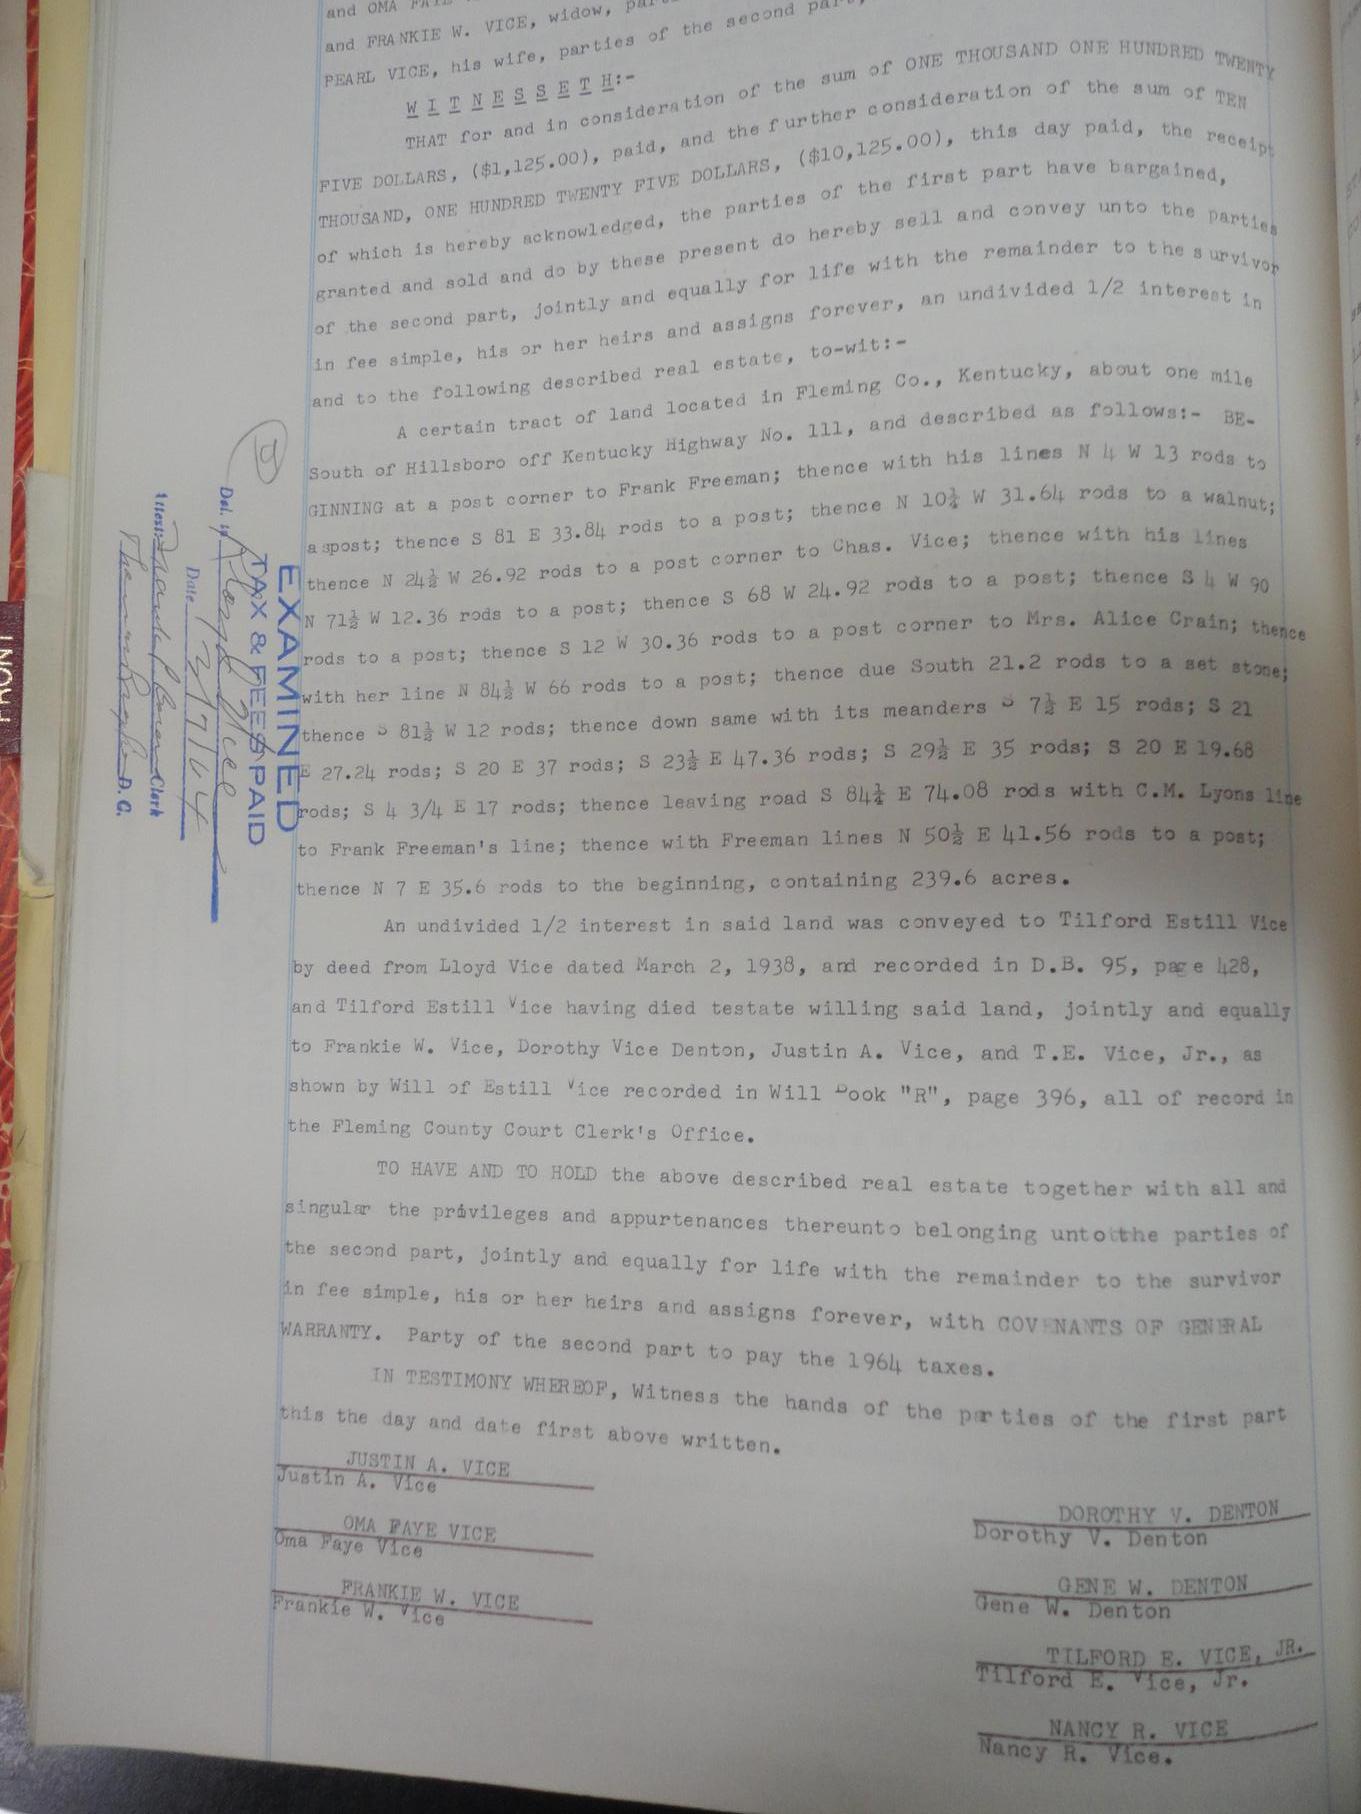 and OMA FAYE
and FRANKIE W. VICE, widow,
PEARL VICE, his wife, parties of the second part,
W I T N E S S E T H:-
THAT for and in consideration of the sum of ONE THOUSAND ONE HUNDRED TWENTY
FIVE DOLLARS, ($1,125.00), paid, and the further consideration of the sum of TEN
THOUSAND, ONE HUNDRED TWENTY FIVE DOLLARS, ($10,125.00), this day paid, the receipt
of which is hereby acknowledged, the parties of the first part have bargained,
granted and sold and do by these present do hereby sell and convey unto the parties
of the second part, jointly and equally for life with the remainder to the survivor
in fee simple, his or her heirs and assigns forever, an undivided 1/2 interest in
and to the following described real estate, to-wit:-
A certain tract of land located in Fleming Co., Kentucky, about one mile
South of Hillsboro off Kentucky Highway No. 111, and described as follows:- BE-
GINNING at a post corner to Frank Freeman; thence with his lines N 4 W 13 rods to
a spost; thence S 81 E 33.84 rods to a post; thence N 10¼ W 31.64 rods to a walnut;
thence N 24½ W 26.92 rods to a post corner to Chas. Vice; thence with his lines
N 71½ W 12.36 rods to a post; thence S 68 W 24.92 rods to a post; thence S 4 W 90
rods to a post; thence S 12 W 30.36 rods to a post corner to Mrs. Alice Crain; thence
with her line N 84½ W 66 rods to a post; thence due South 21.2 rods to a set stone;
thence S 81½ W 12 rods; thence down same with its meanders S 7½ E 15 rods; S 21
E 27.24 rods; S 20 E 37 rods; S 23½ E 47.36 rods; S 29½ E 35 rods; S 20 E 19.68
rods; S 4 3/4 E 17 rods; thence leaving road S 84¼ E 74.08 rods with C.M. Lyons line
to Frank Freeman's line; thence with Freeman lines N 50½ E 41.56 rods to a post;
thence N 7 E 35.6 rods to the beginning, containing 239.6 acres.
An undivided 1/2 interest in said land was conveyed to Tilford Estill Vice
by deed from Lloyd Vice dated March 2, 1938, and recorded in D.B. 95, page 428,
and Tilford Estill Vice having died testate willing said land, jointly and equally
to Frankie W. Vice, Dorothy Vice Denton, Justin A. Vice, and T.E. Vice, Jr., as
shown by Will of Estill Vice recorded in Will Book "R", page 396, all of record in
the Fleming County Court Clerk's Office.
TO HAVE AND TO HOLD the above described real estate together with all and
singular the privileges and appurtenances thereunto belonging unto the parties of
the second part, jointly and equally for life with the remainder to the survivor
in fee simple, his or her heirs and assigns forever, with COVENANTS OF GENERAL
WARRANTY. Party of the second part to pay the 1964 taxes.
IN TESTIMONY WHEREOF, Witness the hands of the parties of the first part
this the day and date first above written.
JUSTIN A. VICE
Justin A. Vice
OMA FAYE VICE
Oma Faye Vice
FRANKIE W. VICE
Frankie W. Vice
DOROTHY V. DENTON
Dorothy V. Denton
GENE W. DENTON
Gene W. Denton
TILFORD E. VICE, JR.
Tilford E. Vice, Jr.
NANCY R. VICE
Nancy R. Vice.
EXAMINED
TAX & FEES PAID
Del. to Lloyd Vice
Date 3/17/64
Attest: Clerk
D. C.
FRONT